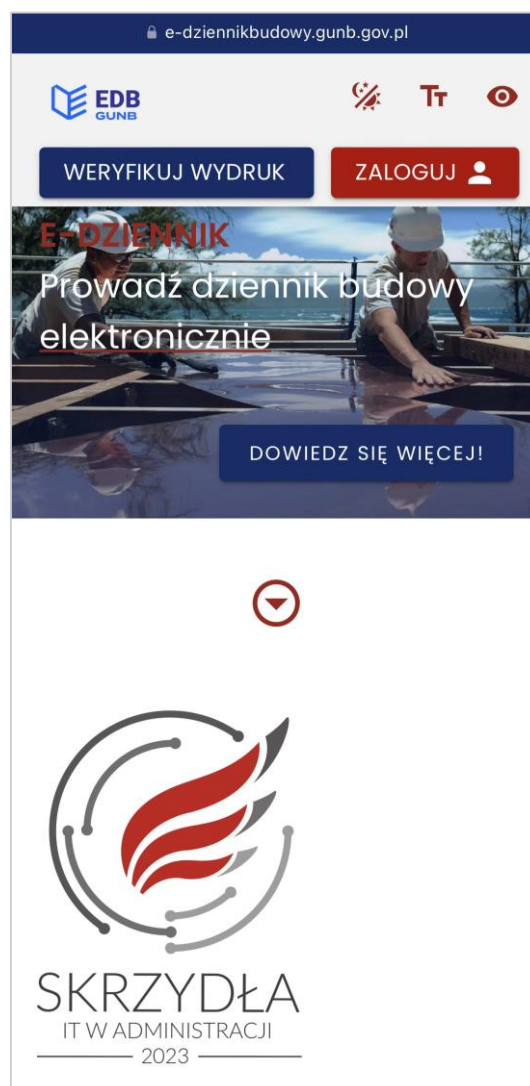 e-dziennikbudowy.gunb.gov.pl
EDB
GUNB
Tт
WERYFIKUJ WYDRUK
ZALOGUJ
E-DZIENNIK
Prowadź dziennik budowy
elektronicznie
DOWIEDZ SIĘ WIĘCEJ!
SKRZYDŁA
IT W ADMINISTRACJI
2023